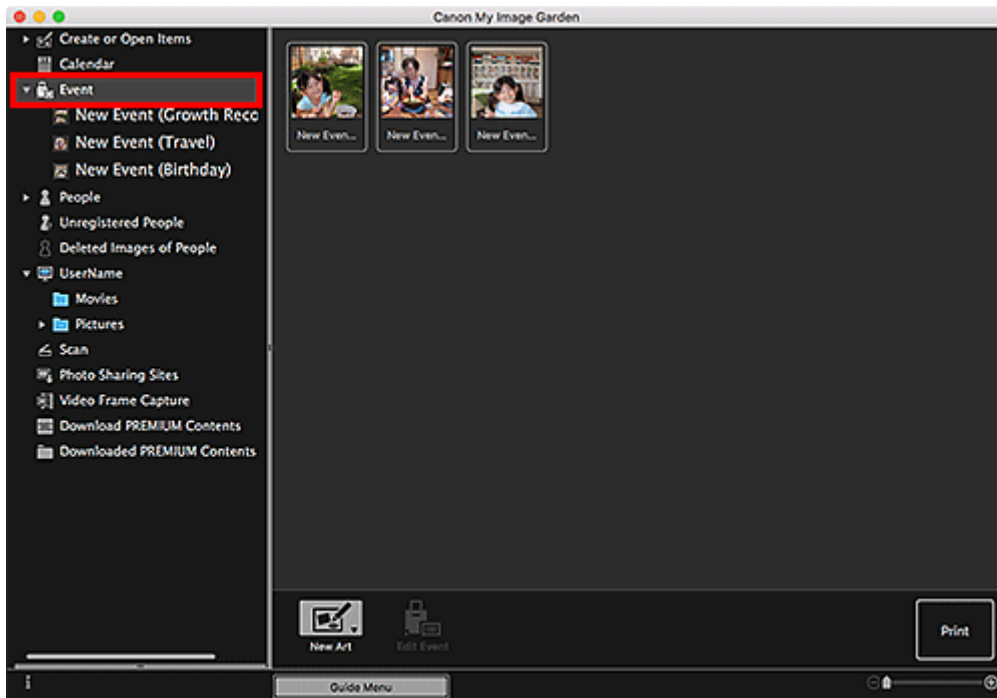 Canon My Image Garden
Create or Open Items
Calendar
Event
New Event (Growth Reco
New Event (Travel)
New Event (Birthday)
People
Unregistered People
Deleted Images of People
UserName
Movies
Pictures
Scan
Photo Sharing Sites
Video Frame Capture
Download PREMIUM Contents
Downloaded PREMIUM Contents
New Even... New Even... New Even...
New Art Edit Event
Print
Guide Menu